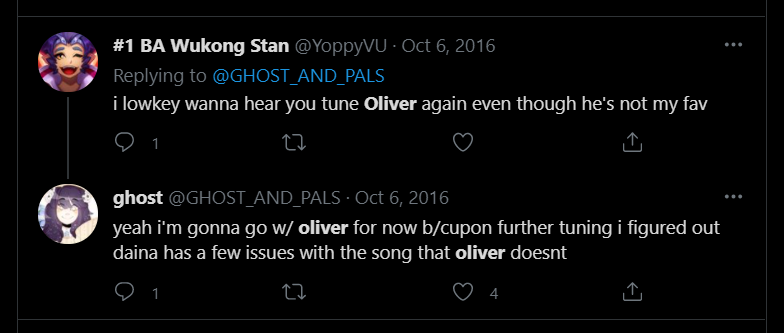 #1 BA Wukong Stan @YoppyVU · Oct 6, 2016
Replying to @GHOST_AND_PALS
i lowkey wanna hear you tune Oliver again even though he's not my fav
1
ghost @GHOST_AND_PALS · Oct 6, 2016
yeah i'm gonna go w/ oliver for now b/cupon further tuning i figured out
daina has a few issues with the song that oliver doesnt
1 4